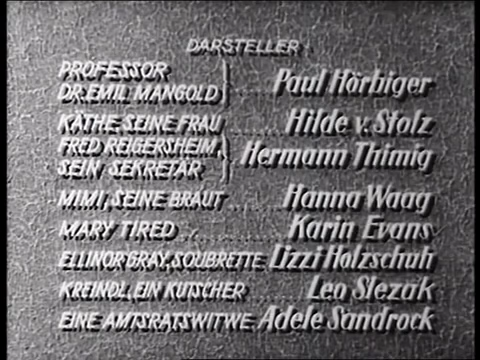 DARSTELLER:
PROFESSOR
DR. EMIL MANGOLD } Paul Hörbiger
KÄTHE, SEINE FRAU .... Hilde v. Stolz
FRED REIGERSHEIM,
SEIN SEKRETÄR } Hermann Thimig
MIMI, SEINE BRAUT .... Hanna Waag
MARY TIRED .... Karin Evans
ELLINOR GRAY, SOUBRETTE Lizzi Holzschuh
KREINDL, EIN KUTSCHER .... Leo Slezak
EINE AMTSRATSWITWE Adele Sandrock